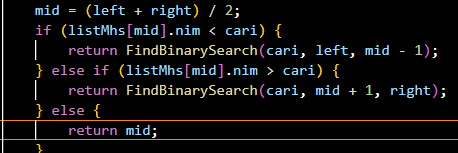 mid = (left + right) / 2;
if (listMhs[mid].nim < cari) {
return FindBinarySearch(cari, left, mid - 1);
} else if (listMhs[mid].nim > cari) {
return FindBinarySearch(cari, mid + 1, right);
} else {
return mid;
}